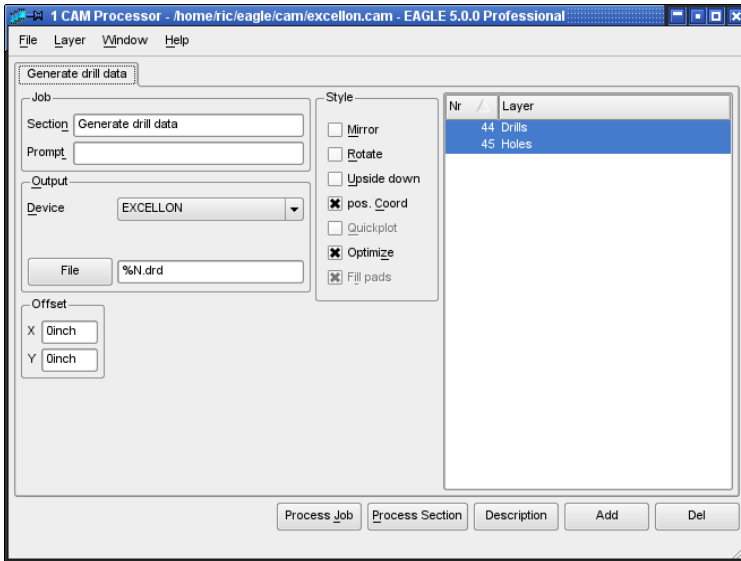 1 CAM Processor - /home/ric/eagle/cam/excellon.cam - EAGLE 5.0.0 Professional
File Layer Window Help
Generate drill data
Job
Section Generate drill data
Prompt
Output
Device EXCELLON
File %N.drd
Offset
X 0inch
Y 0inch
Style
Mirror
Rotate
Upside down
pos. Coord
Quickplot
Optimize
Fill pads
Nr Layer
44 Drills
45 Holes
Process Job Process Section Description Add Del